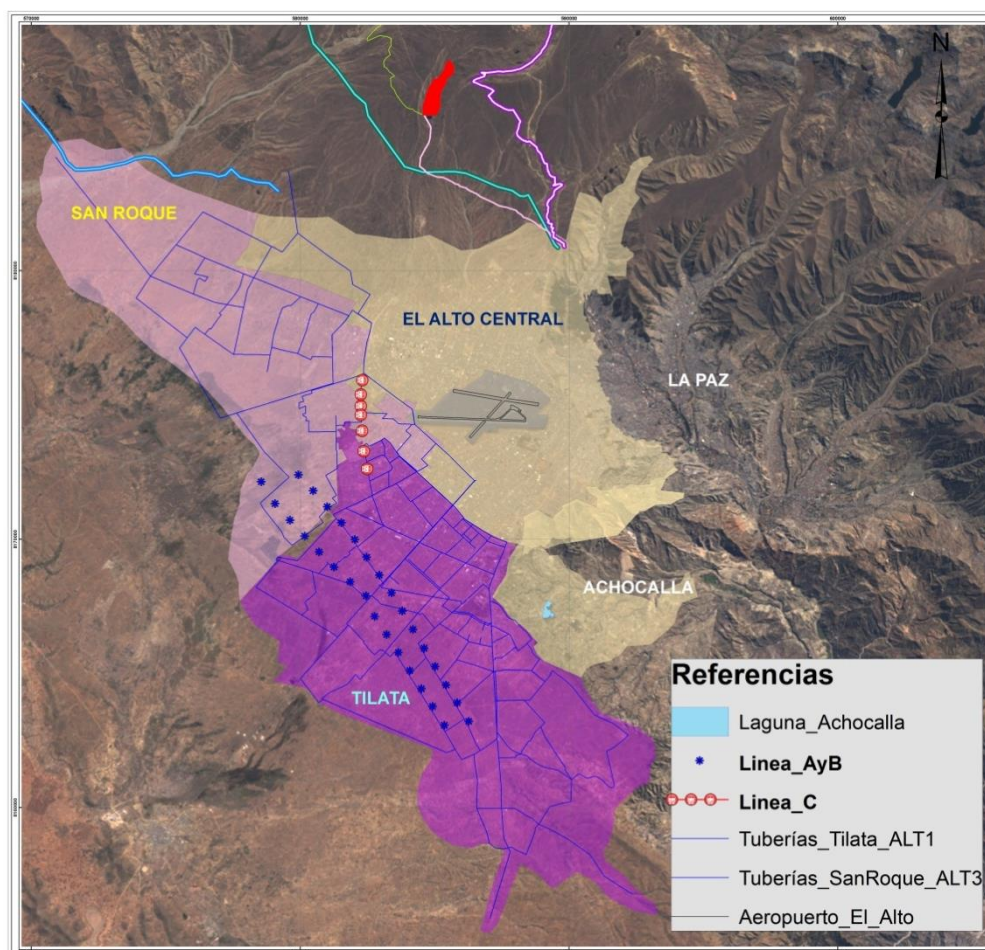 N
SAN ROQUE
EL ALTO CENTRAL
LA PAZ
ACHOCALLA
TILATA
Referencias
Laguna_Achocalla
Linea_AyB
Linea_C
Tuberías_Tilata_ALT1
Tuberías_SanRoque_ALT3
Aeropuerto_El_Alto